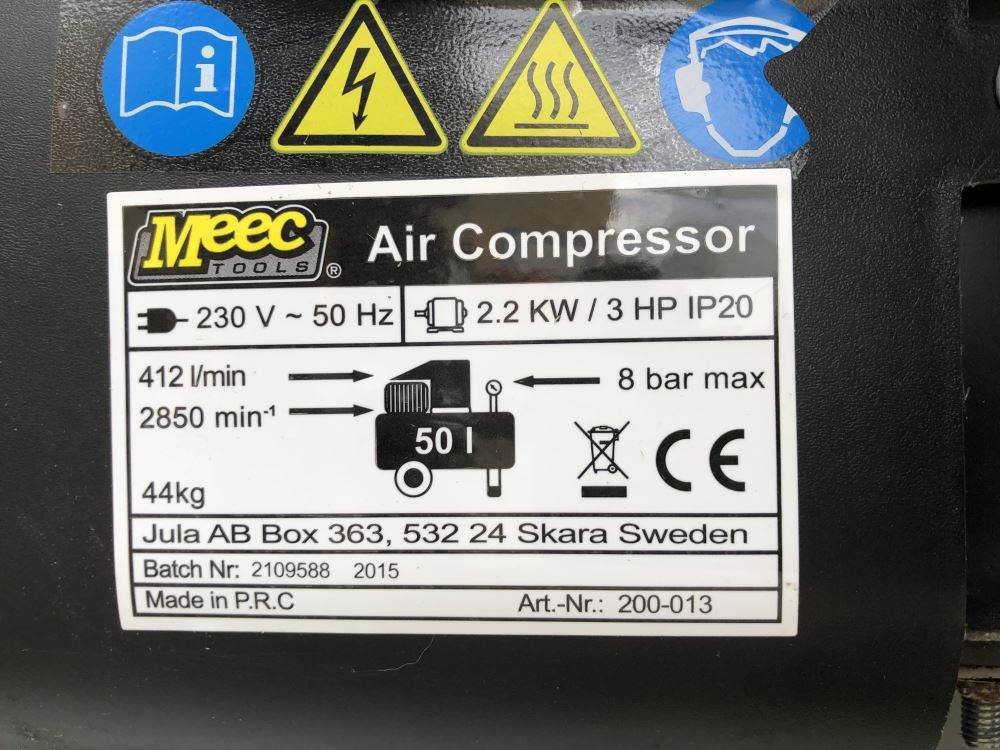 i
Meec
TOOLS ®
Air Compressor
230 V ~ 50 Hz
2.2 KW / 3 HP IP20
412 l/min
8 bar max
2850 min⁻¹
50 l
44kg
CE
Jula AB Box 363, 532 24 Skara Sweden
Batch Nr: 2109588 2015
Made in P.R.C
Art.-Nr.: 200-013